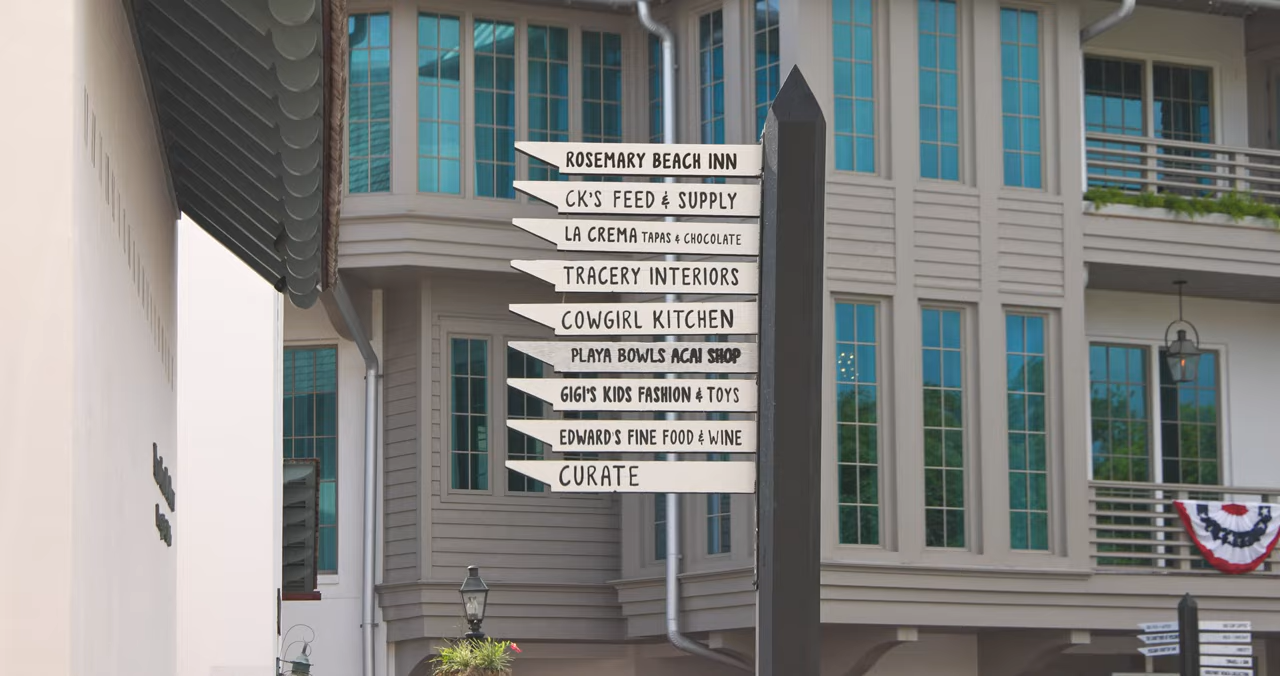 ROSEMARY BEACH INN
CK'S FEED & SUPPLY
LA CREMA TAPAS & CHOCOLATE
TRACERY INTERIORS
COWGIRL KITCHEN
PLAYA BOWLS ACAI SHOP
GIGI'S KIDS FASHION & TOYS
EDWARD'S FINE FOOD & WINE
CURATE